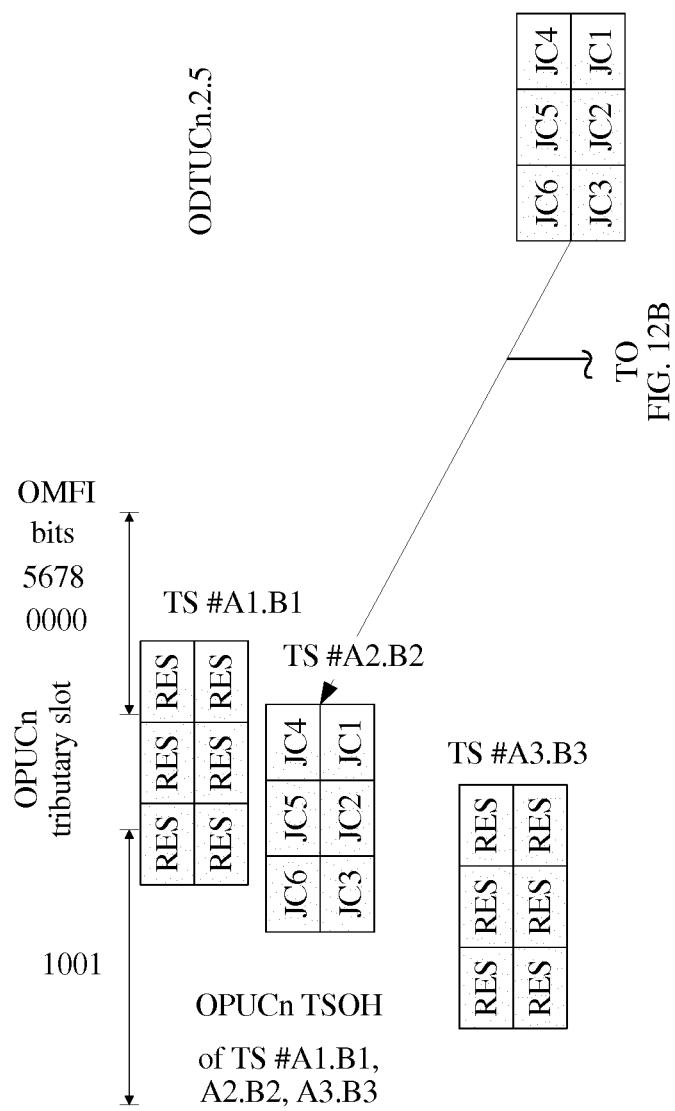 ODTUCn.2.5
JC4 JC1
JC5 JC2
JC6 JC3
TO
FIG. 12B
OMFI
bits
5678
0000
OPUCn
tributary slot
1001
TS #A1.B1
RES RES
RES RES
RES RES
TS #A2.B2
JC4 JC1
JC5 JC2
JC6 JC3
TS #A3.B3
RES RES
RES RES
RES RES
OPUCn TSOH
of TS #A1.B1,
A2.B2, A3.B3